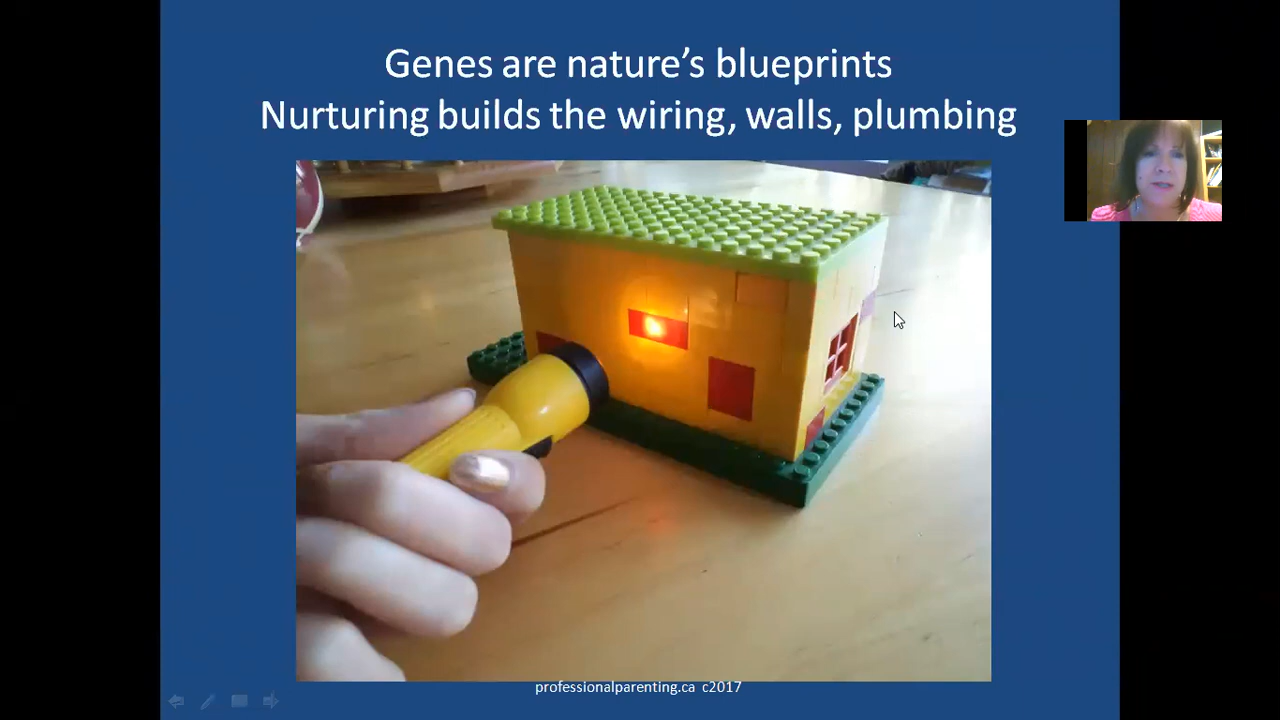 Genes are nature's blueprints
Nurturing builds the wiring, walls, plumbing
professionalparenting.ca c2017